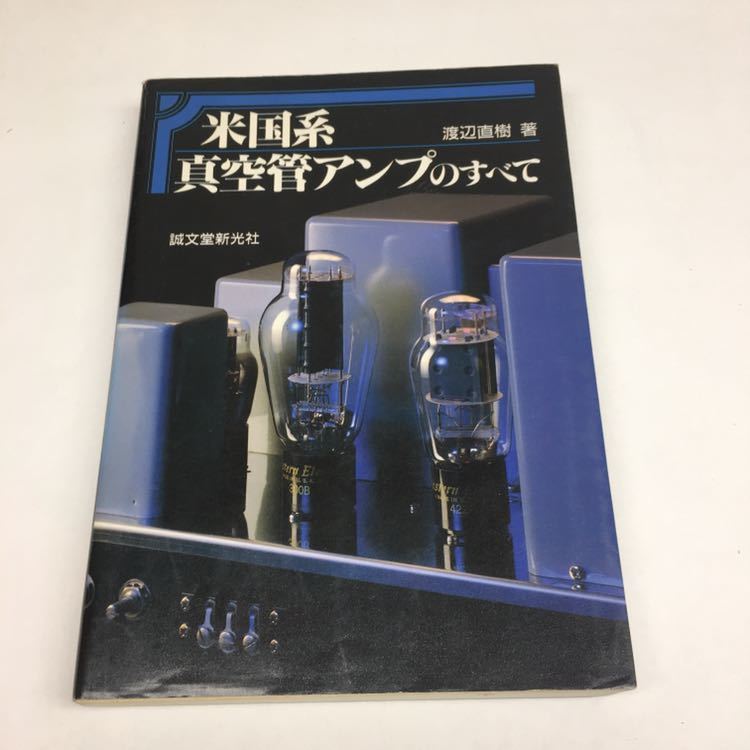 米国系
渡辺直樹 著
真空管アンプのすべて
誠文堂新光社
300B
42